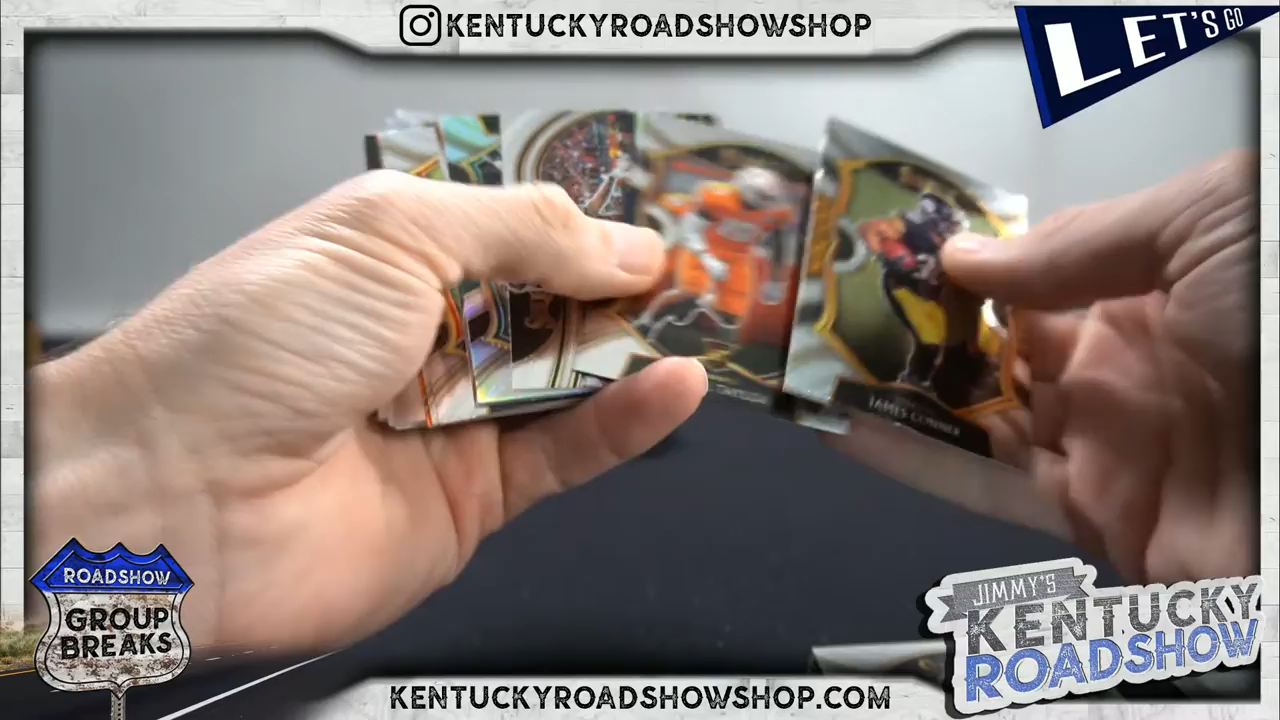 KENTUCKYROADSHOWSHOP
LET'S GO
JAMES CONNER
ROADSHOW
GROUP
BREAKS
JIMMY'S
KENTUCKY
ROADSHOW
KENTUCKYROADSHOWSHOP.COM